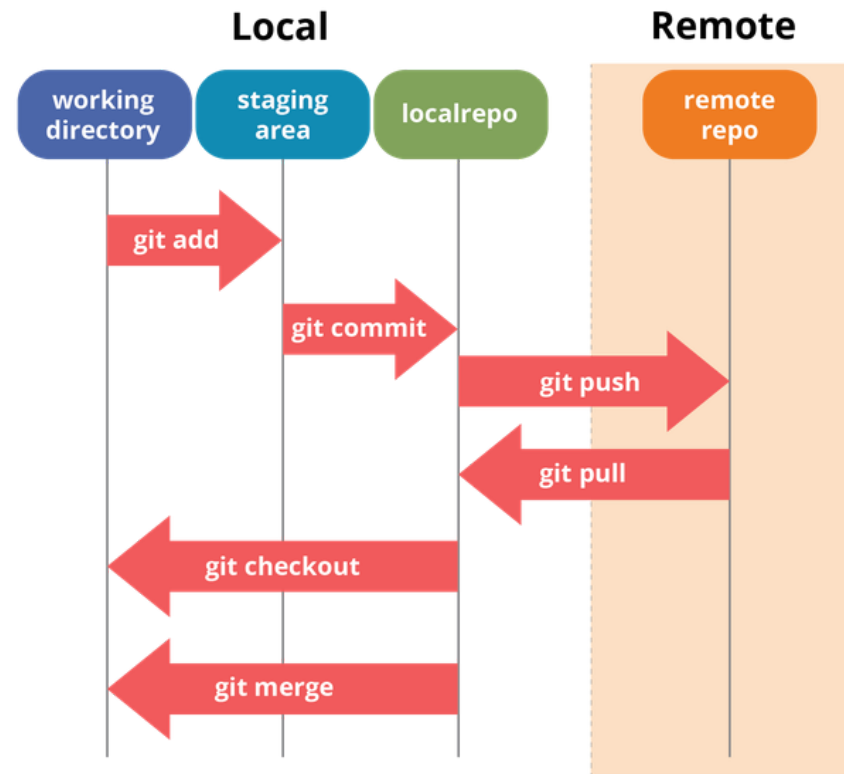 Local
Remote
working
directory
staging
area
localrepo
remote
repo
git add
git commit
git push
git pull
git checkout
git merge